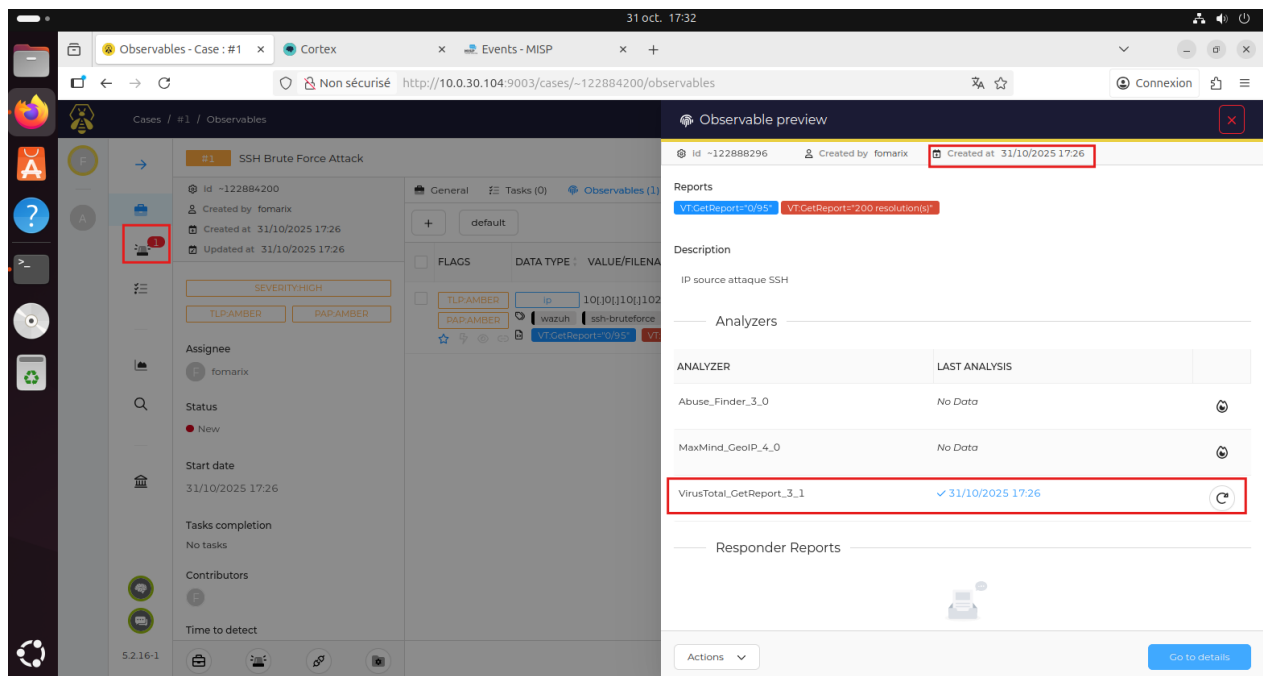 31 oct. 17:32
Observables - Case : #1
Cortex
Events - MISP
Non sécurisé
http://10.0.30.104:9003/cases/~122884200/observables
Connexion
Cases / #1 / Observables
#1 SSH Brute Force Attack
Id ~122884200
Created by fomarix
Created at 31/10/2025 17:26
Updated at 31/10/2025 17:26
SEVERITY:HIGH
TLP:AMBER PAP:AMBER
Assignee
F fomarix
Status
New
Start date
31/10/2025 17:26
Tasks completion
No tasks
Contributors
F
Time to detect
5.2.16-1
F
A
1
General Tasks (0) Observables (1)
+ default
FLAGS DATA TYPE VALUE/FILENA
TLP:AMBER ip 10[.]0[.]10[.]102
PAP:AMBER wazuh ssh-bruteforce
VT:GetReport="0/95" VT:
Observable preview
Id ~122888296 Created by fomarix Created at 31/10/2025 17:26
Reports
VT:GetReport="0/95" VT:GetReport="200 resolution(s)"
Description
IP source attaque SSH
Analyzers
ANALYZER LAST ANALYSIS
Abuse_Finder_3_0 No Data
MaxMind_GeoIP_4_0 No Data
VirusTotal_GetReport_3_1 31/10/2025 17:26
Responder Reports
Actions Go to details